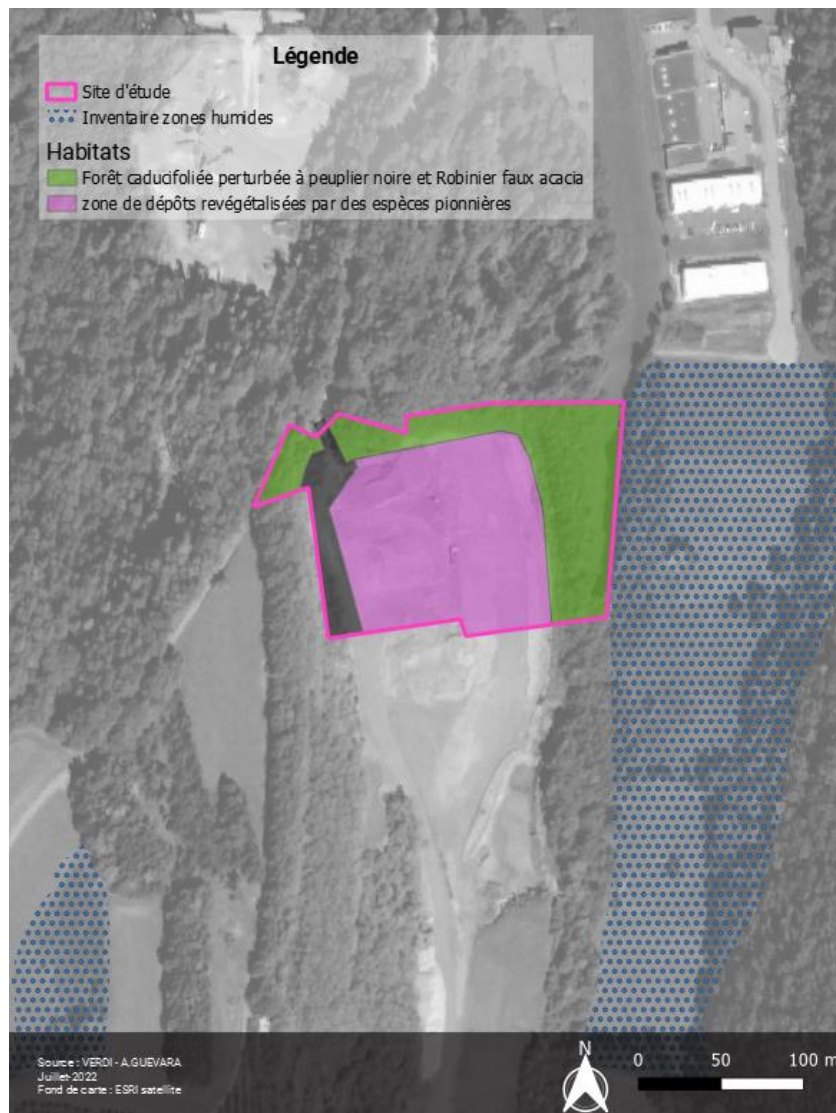 Légende
Site d'étude
Inventaire zones humides
Habitats
Forêt caducifoliée perturbée à peuplier noire et Robinier faux acacia
zone de dépôts revégétalisées par des espèces pionnières
Source : VERDI - A.GUEVARA
Juillet-2022
Fond de carte : ESRI satellite
N
0 50 100 m